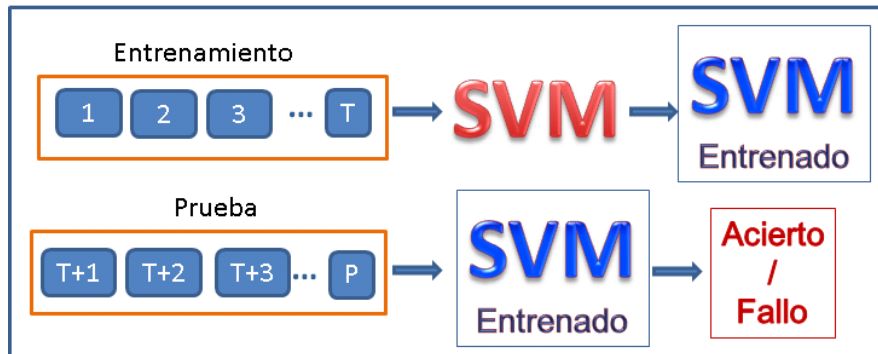 Entrenamiento
1 2 3 ... T
SVM
SVM
Entrenado
Prueba
T+1 T+2 T+3 ... P
SVM
Entrenado
Acierto
/
Fallo